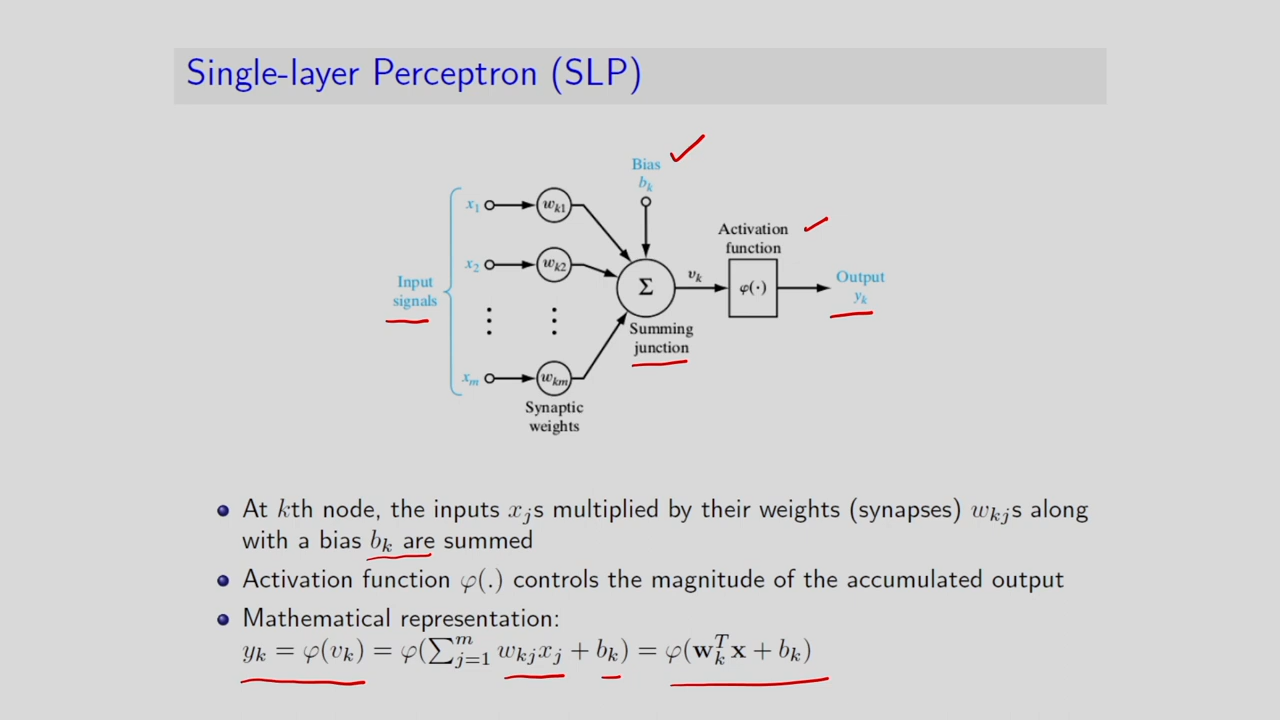 Single-layer Perceptron (SLP)
Bias
bₖ
x₁
wₖ₁
Activation
function
x₂
wₖ₂
Input
signals
Σ
vₖ
φ(·)
Output
yₖ
⋮ ⋮
Summing
junction
xₘ
wₖₘ
Synaptic
weights
At kth node, the inputs xⱼs multiplied by their weights (synapses) wₖⱼs along
with a bias bₖ are summed
Activation function φ(.) controls the magnitude of the accumulated output
Mathematical representation:
yₖ = φ(vₖ) = φ(∑ᵐⱼ₌₁ wₖⱼxⱼ + bₖ) = φ(𝐰ₖᵀ𝐱 + bₖ)